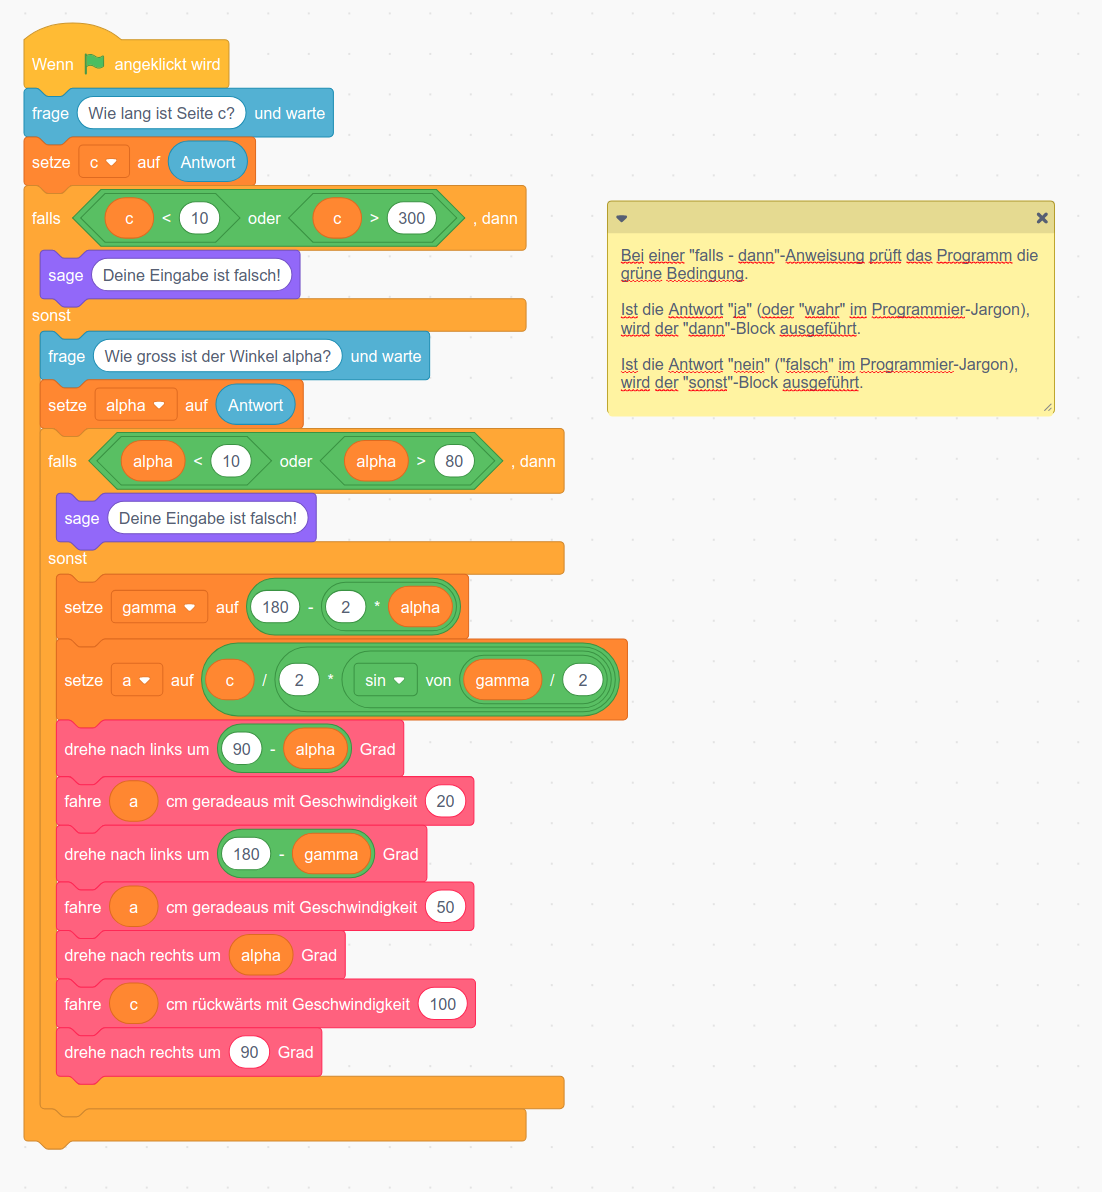 Wenn angeklickt wird
frage Wie lang ist Seite c? und warte
setze c auf Antwort
falls c < 10 oder c > 300 , dann
sage Deine Eingabe ist falsch!
sonst
frage Wie gross ist der Winkel alpha? und warte
setze alpha auf Antwort
falls alpha < 10 oder alpha > 80 , dann
sage Deine Eingabe ist falsch!
sonst
setze gamma auf 180 - 2 * alpha
setze a auf c / 2 * sin von gamma / 2
drehe nach links um 90 - alpha Grad
fahre a cm geradeaus mit Geschwindigkeit 20
drehe nach links um 180 - gamma Grad
fahre a cm geradeaus mit Geschwindigkeit 50
drehe nach rechts um alpha Grad
fahre c cm rückwärts mit Geschwindigkeit 100
drehe nach rechts um 90 Grad
Bei einer "falls - dann"-Anweisung prüft das Programm die
grüne Bedingung.
Ist die Antwort "ja" (oder "wahr" im Programmier-Jargon),
wird der "dann"-Block ausgeführt.
Ist die Antwort "nein" ("falsch" im Programmier-Jargon),
wird der "sonst"-Block ausgeführt.